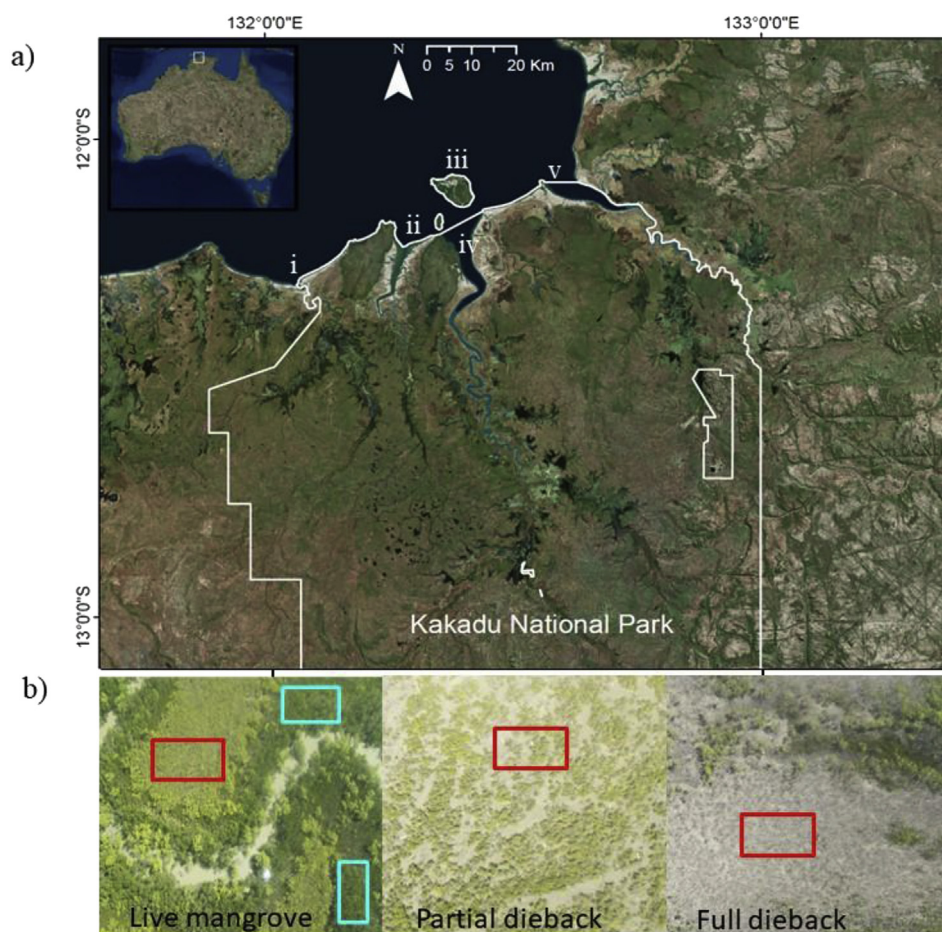 a)
132°0'0"E
133°0'0"E
N
0 5 10 20 Km
12°0'0"S
iii
v
ii
iv
i
13°0'0"S
Kakadu National Park
b)
Live mangrove
Partial dieback
Full dieback